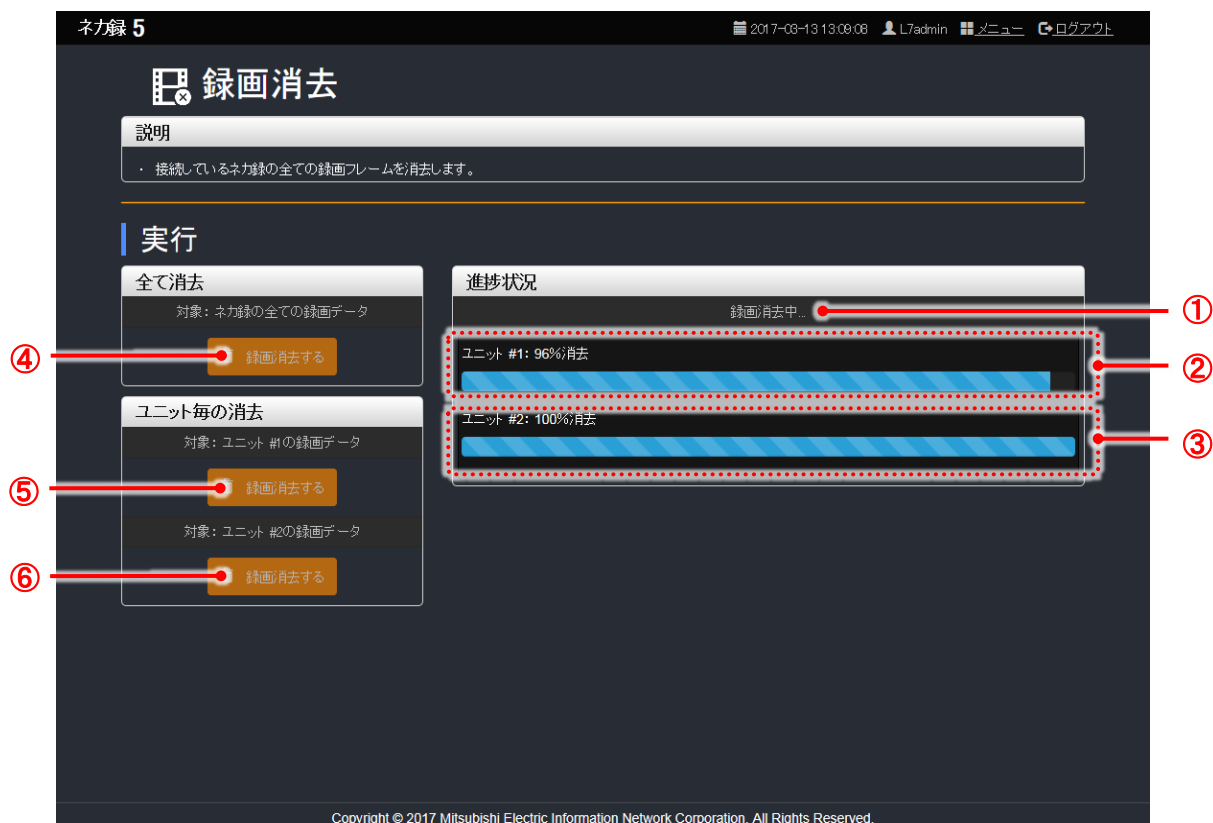 ネカ録 5
2017-03-13 13:09:08 L7admin メニュー ログアウト
録画消去
説明
・ 接続しているネカ録の全ての録画フレームを消去します。
実行
全て消去
対象: ネカ録の全ての録画データ
④
録画消去する
ユニット毎の消去
対象: ユニット #1の録画データ
⑤
録画消去する
対象: ユニット #2の録画データ
⑥
録画消去する
進捗状況
録画消去中...
①
ユニット #1: 96%消去
②
ユニット #2: 100%消去
③
Copyright © 2017 Mitsubishi Electric Information Network Corporation. All Rights Reserved.